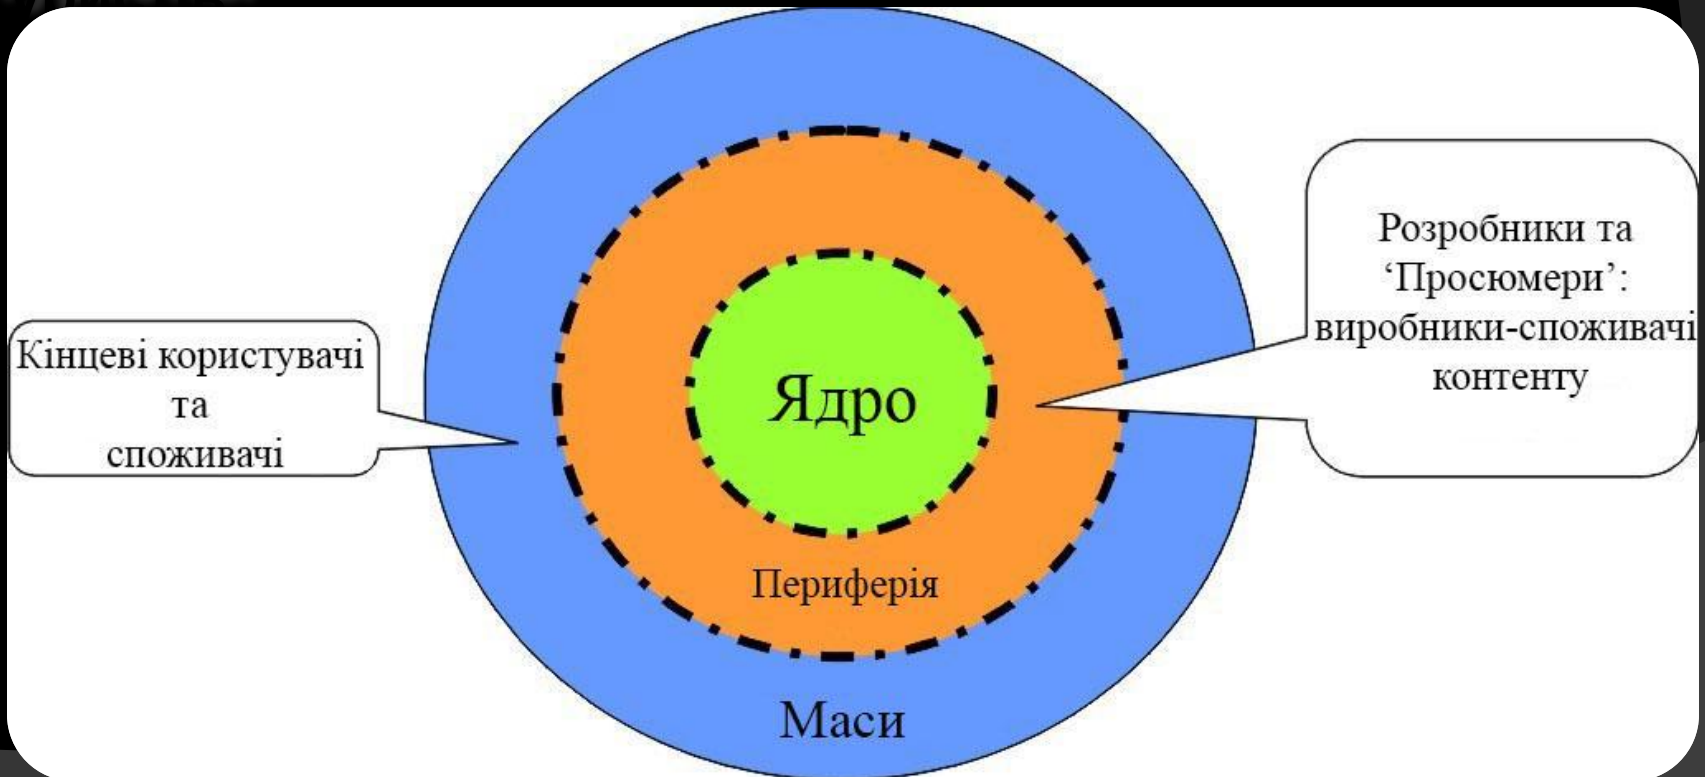 Кінцеві користувачі
та
споживачі
Ядро
Периферія
Маси
Розробники та
‘Просюмери’:
виробники-споживачі
контенту